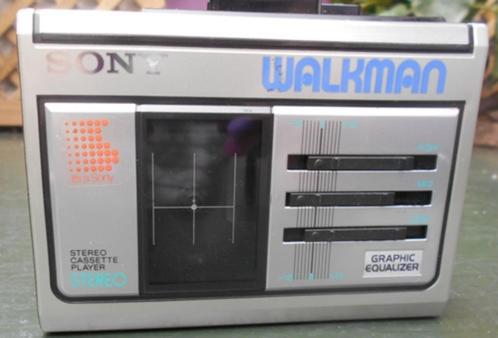 SONY
WALKMAN
STEREO
CASSETTE
PLAYER
STEREO
GRAPHIC
EQUALIZER